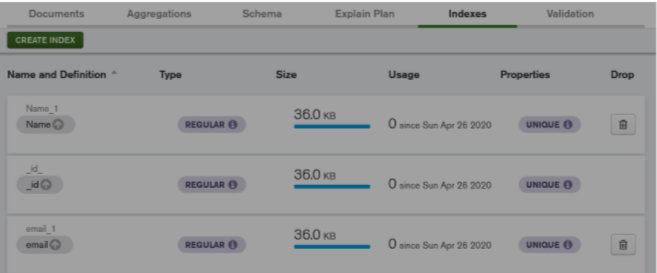 Documents Aggregations Schema Explain Plan Indexes Validation
CREATE INDEX
Name and Definition Type Size Usage Properties Drop
Name_1
Name REGULAR 36.0 KB 0 since Sun Apr 26 2020 UNIQUE
_id_
_id REGULAR 36.0 KB 0 since Sun Apr 26 2020 UNIQUE
email_1
email REGULAR 36.0 KB 0 since Sun Apr 26 2020 UNIQUE